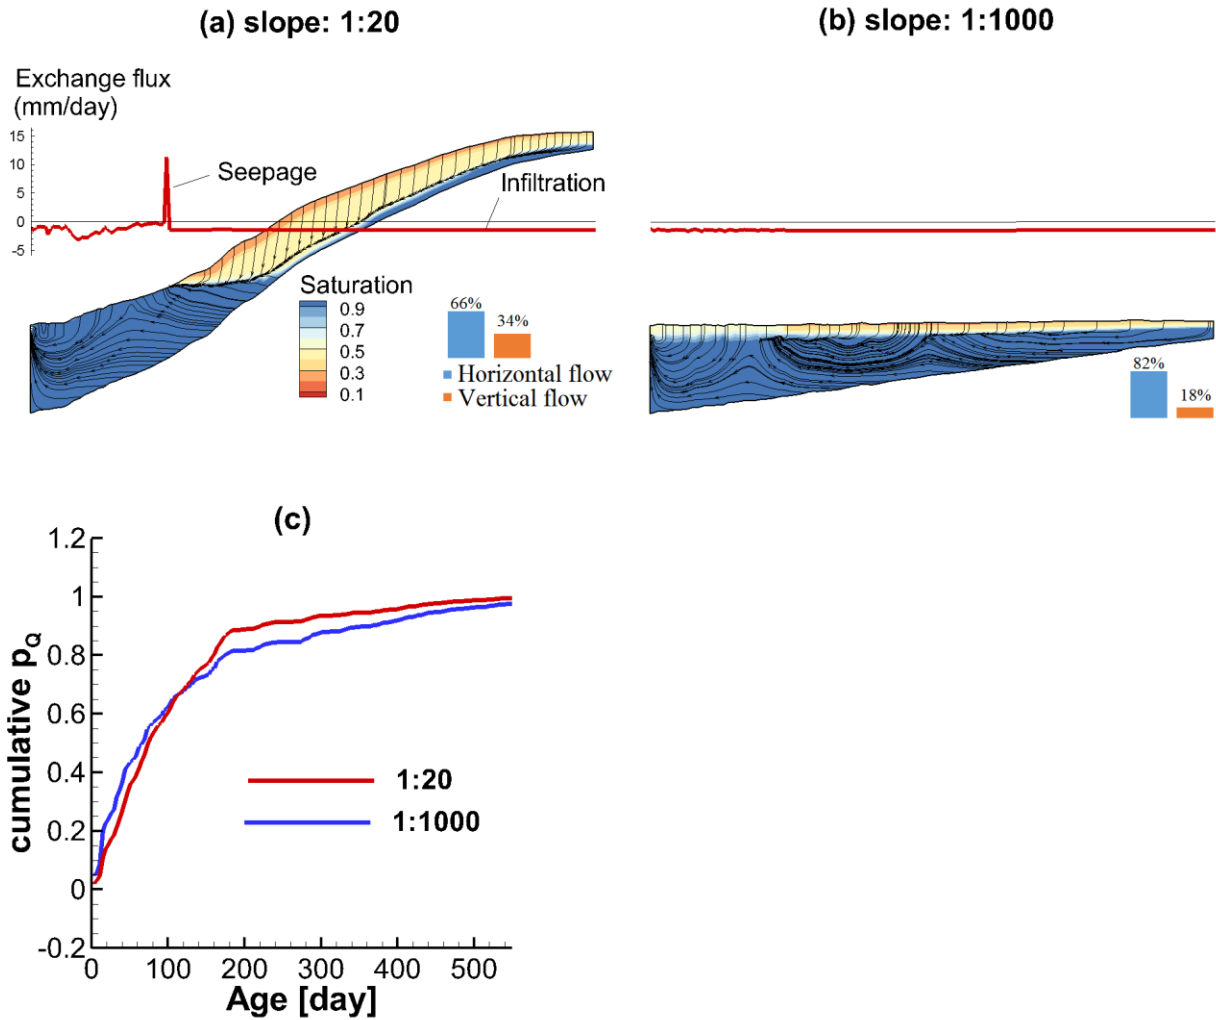 (a) slope: 1:20
(b) slope: 1:1000
Exchange flux
(mm/day)
15
10
5
0
-5
Seepage
Infiltration
Saturation
0.9
0.7
0.5
0.3
0.1
66%
34%
Horizontal flow
Vertical flow
82%
18%
(c)
1.2
1
0.8
0.6
0.4
0.2
0
-0.2
cumulative pQ
1:20
1:1000
0 100 200 300 400 500
Age [day]